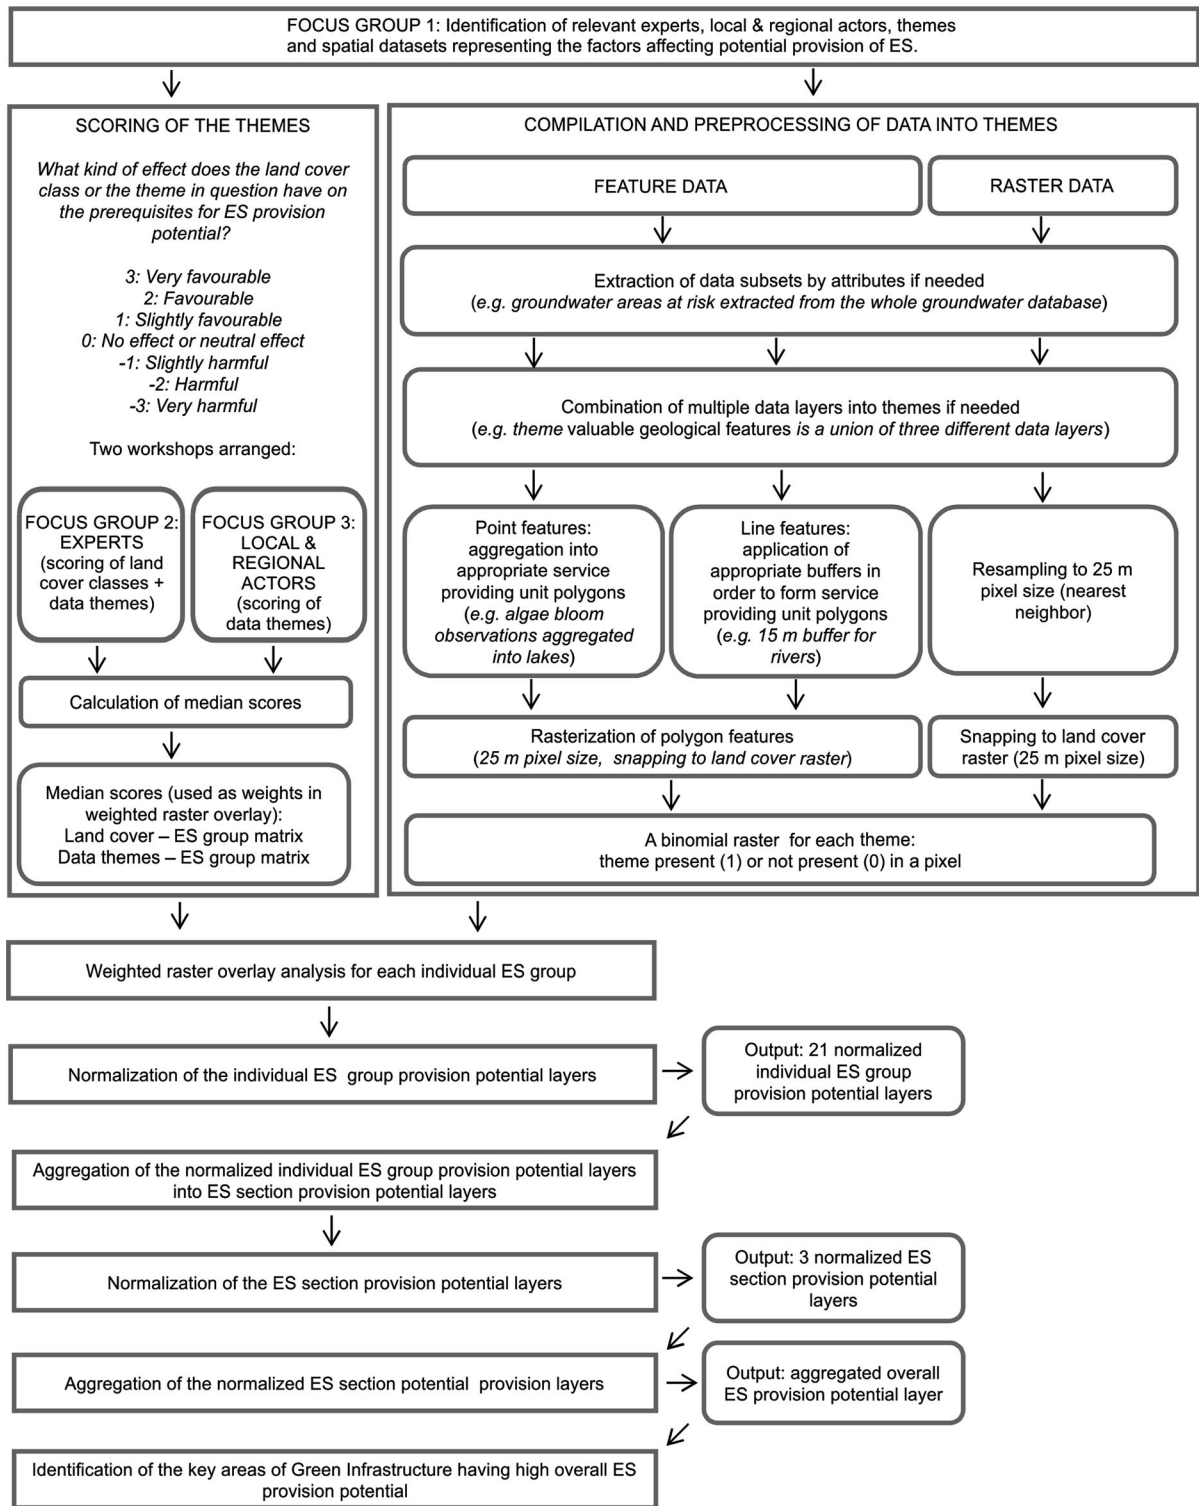 FOCUS GROUP 1: Identification of relevant experts, local & regional actors, themes
and spatial datasets representing the factors affecting potential provision of ES.
SCORING OF THE THEMES
What kind of effect does the land cover
class or the theme in question have on
the prerequisites for ES provision
potential?
3: Very favourable
2: Favourable
1: Slightly favourable
0: No effect or neutral effect
-1: Slightly harmful
-2: Harmful
-3: Very harmful
Two workshops arranged:
FOCUS GROUP 2:
EXPERTS
(scoring of land
cover classes +
data themes)
FOCUS GROUP 3:
LOCAL &
REGIONAL
ACTORS
(scoring of
data themes)
Calculation of median scores
Median scores (used as weights in
weighted raster overlay):
Land cover – ES group matrix
Data themes – ES group matrix
COMPILATION AND PREPROCESSING OF DATA INTO THEMES
FEATURE DATA
RASTER DATA
Extraction of data subsets by attributes if needed
(e.g. groundwater areas at risk extracted from the whole groundwater database)
Combination of multiple data layers into themes if needed
(e.g. theme valuable geological features is a union of three different data layers)
Point features:
aggregation into
appropriate service
providing unit polygons
(e.g. algae bloom
observations aggregated
into lakes)
Line features:
application of
appropriate buffers in
order to form service
providing unit polygons
(e.g. 15 m buffer for
rivers)
Resampling to 25 m
pixel size (nearest
neighbor)
Rasterization of polygon features
(25 m pixel size, snapping to land cover raster)
Snapping to land cover
raster (25 m pixel size)
A binomial raster for each theme:
theme present (1) or not present (0) in a pixel
Weighted raster overlay analysis for each individual ES group
Normalization of the individual ES group provision potential layers
Output: 21 normalized
individual ES group
provision potential layers
Aggregation of the normalized individual ES group provision potential layers
into ES section provision potential layers
Normalization of the ES section provision potential layers
Output: 3 normalized ES
section provision potential
layers
Aggregation of the normalized ES section potential provision layers
Output: aggregated overall
ES provision potential layer
Identification of the key areas of Green Infrastructure having high overall ES
provision potential